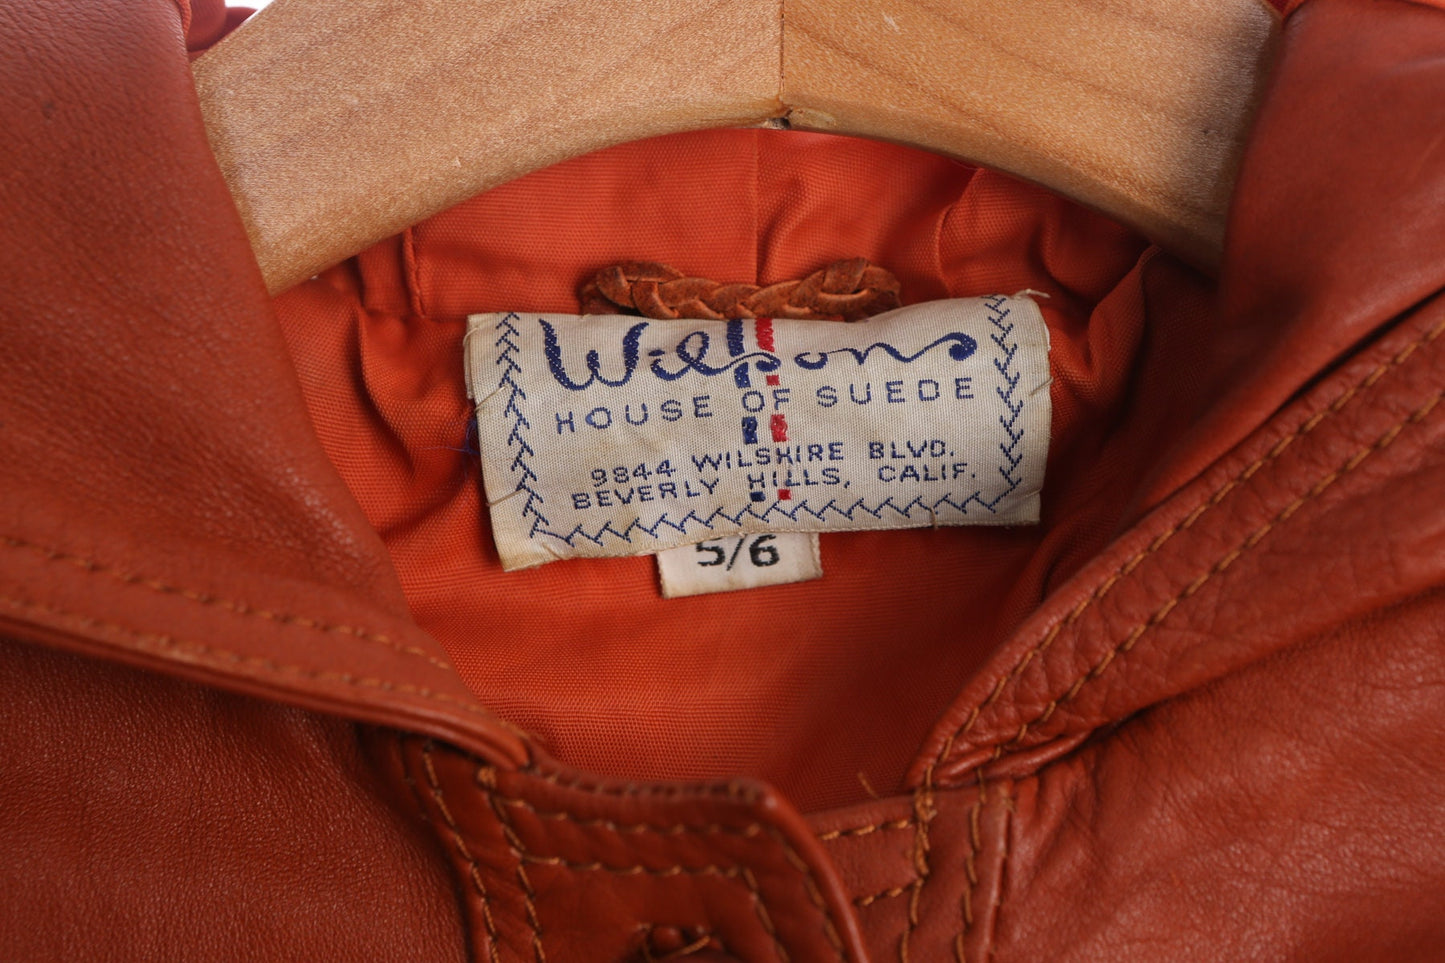 Wilsons
HOUSE OF SUEDE
9844 WILSHIRE BLVD.
BEVERLY HILLS, CALIF.
5/6